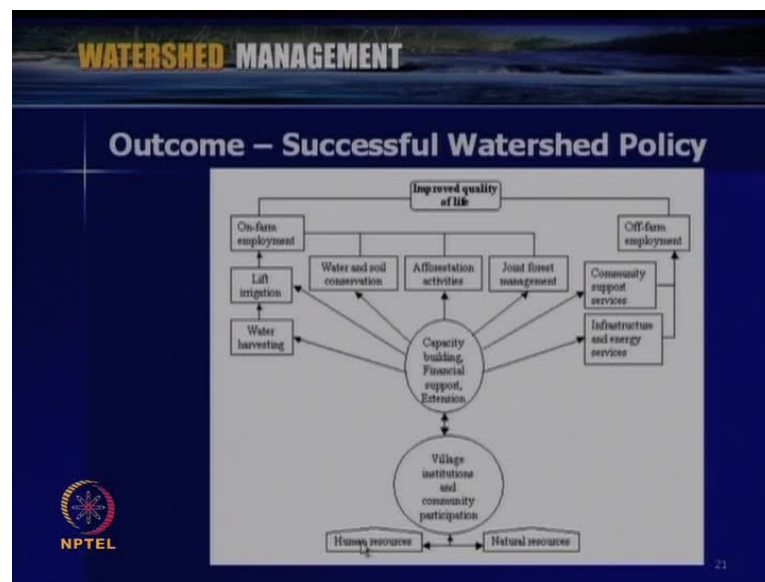 WATERSHED MANAGEMENT
Outcome – Successful Watershed Policy
Improved quality
of life
On-farm
employment
Off-farm
employment
Water and soil
conservation
Afforestation
activities
Joint forest
management
Lift
irrigation
Community
support
services
Water
harvesting
Infrastructure
and energy
services
Capacity
building,
Financial
support,
Extension
Village
institutions
and
community
participation
Human resources
Natural resources
NPTEL
21